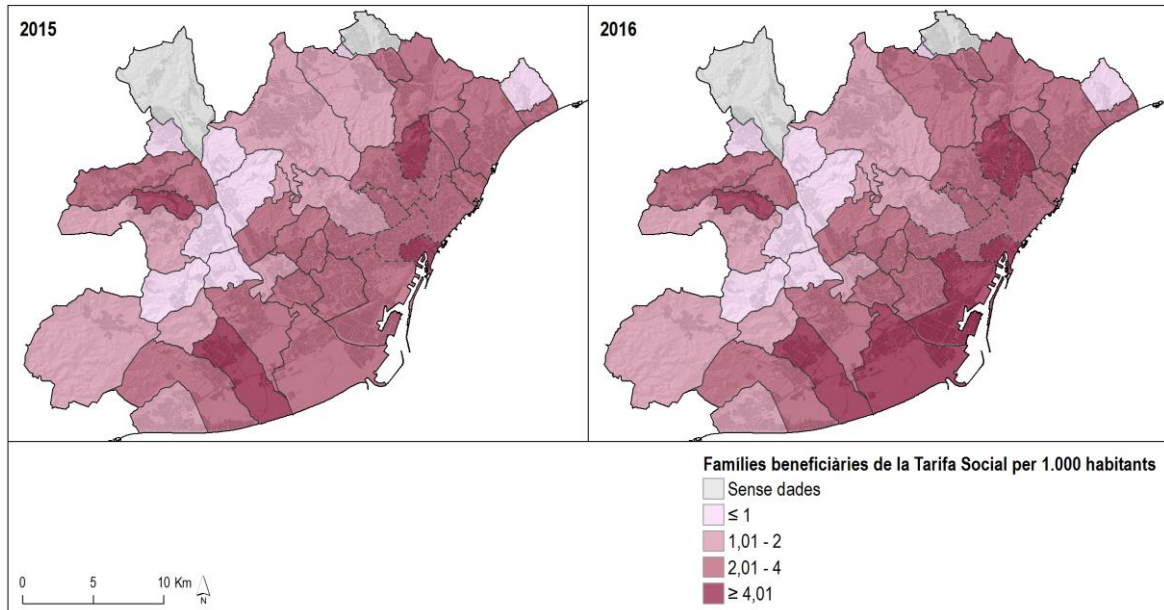 2015
2016
Famílies beneficiàries de la Tarifa Social per 1.000 habitants
Sense dades
≤ 1
1,01 - 2
2,01 - 4
≥ 4,01
0 5 10 Km
N